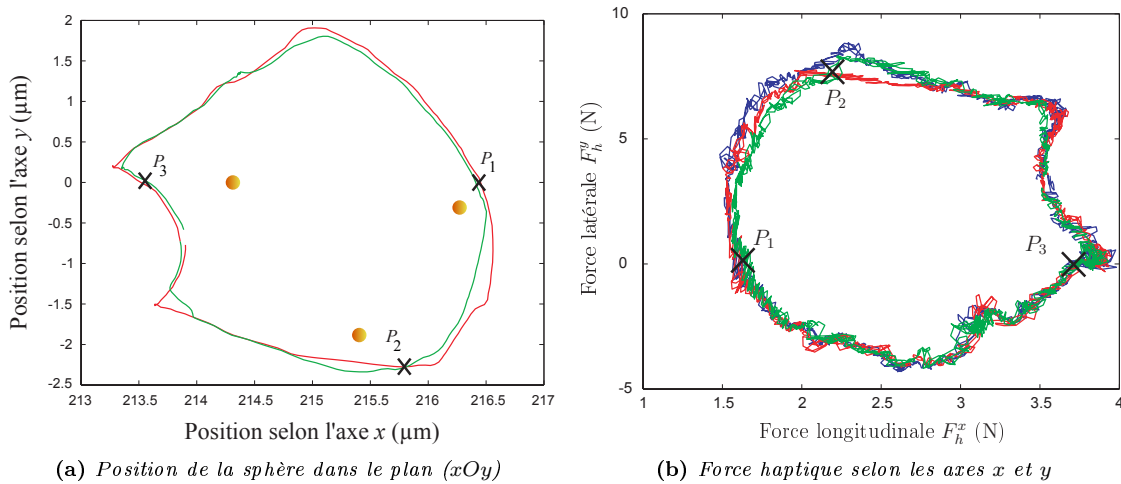 2
1.5
1
0.5
0
-0.5
-1
-1.5
-2
-2.5
213
213.5
214
214.5
215
215.5
216
216.5
217
Position selon l'axe y (μm)
Position selon l'axe x (μm)
P3
P1
P2
(a) Position de la sphère dans le plan (xOy)
10
5
0
-5
1
1.5
2
2.5
3
3.5
4
Force latérale F_h^y (N)
Force longitudinale F_h^x (N)
P2
P1
P3
(b) Force haptique selon les axes x et y